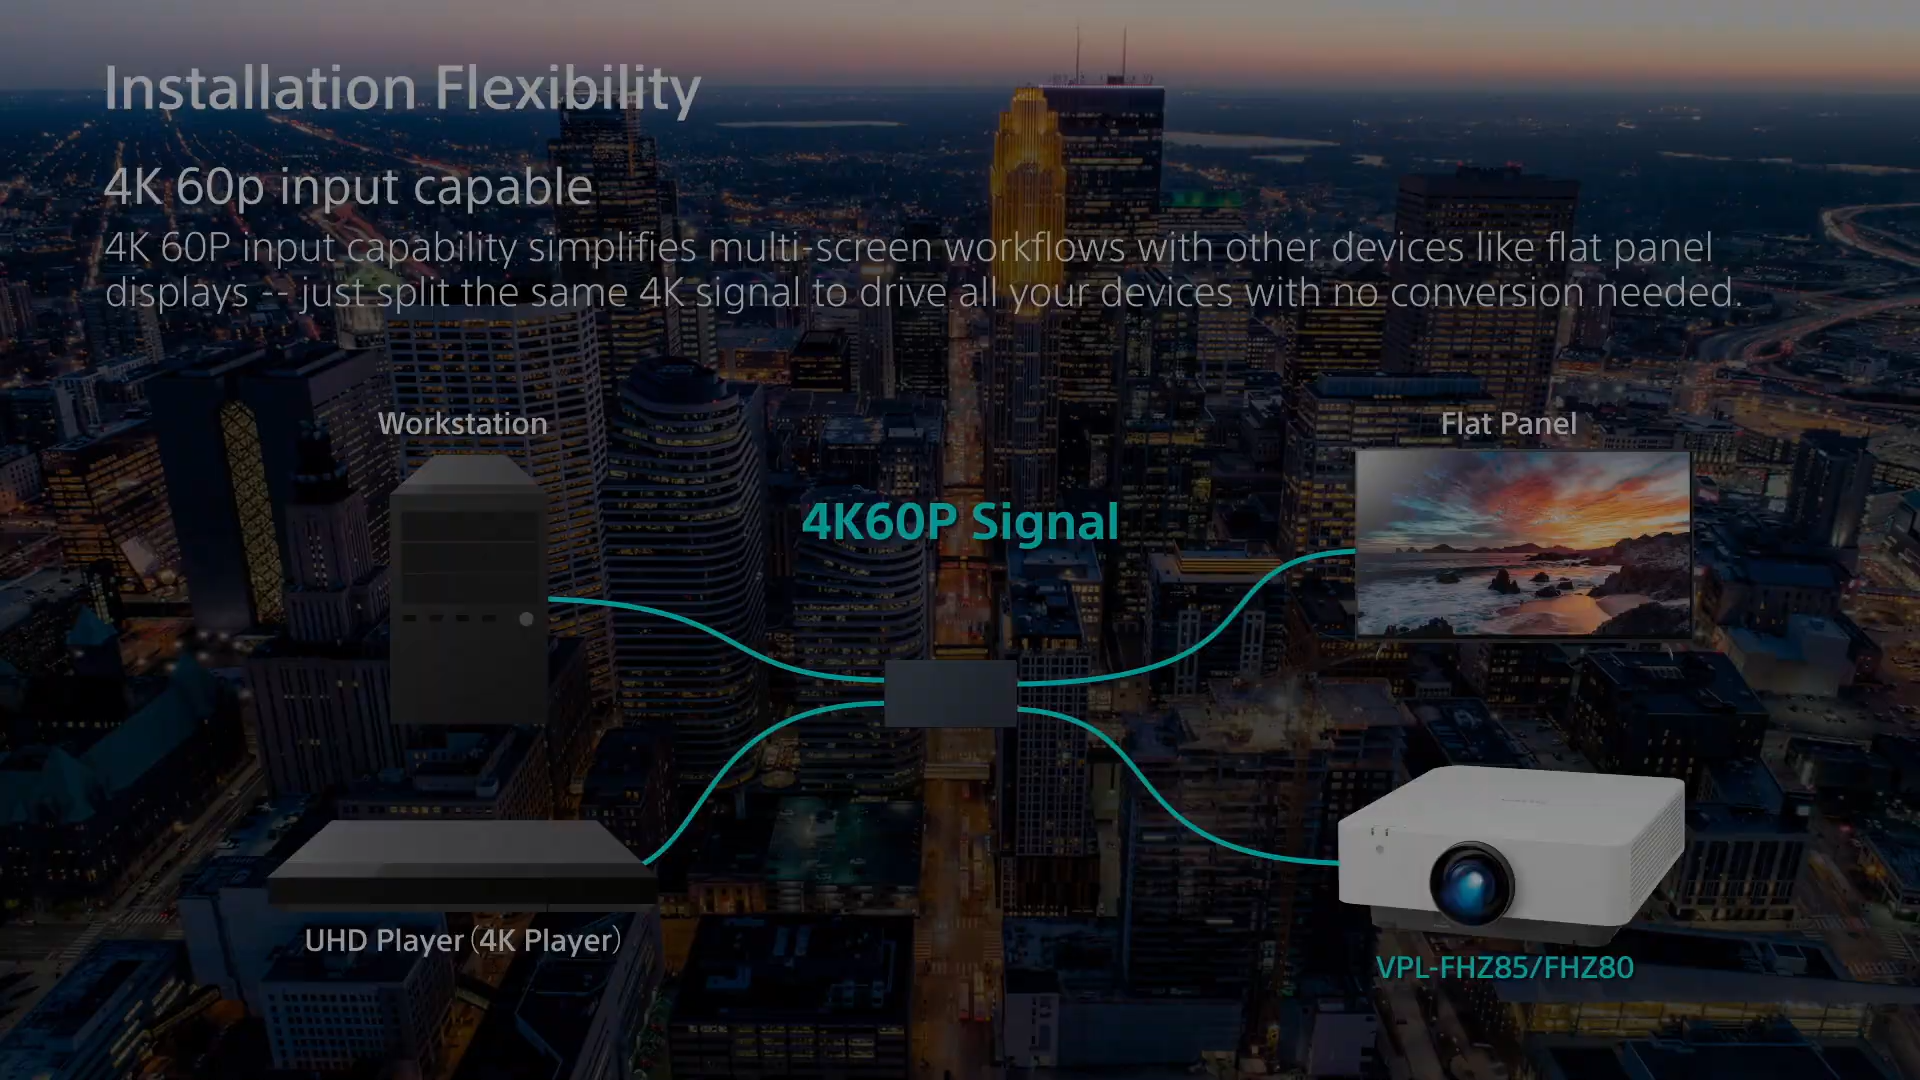 Installation Flexibility
4K 60p input capable
4K 60P input capability simplifies multi-screen workflows with other devices like flat panel
displays -- just split the same 4K signal to drive all your devices with no conversion needed.
Workstation
Flat Panel
4K60P Signal
UHD Player (4K Player)
VPL-FHZ85/FHZ80